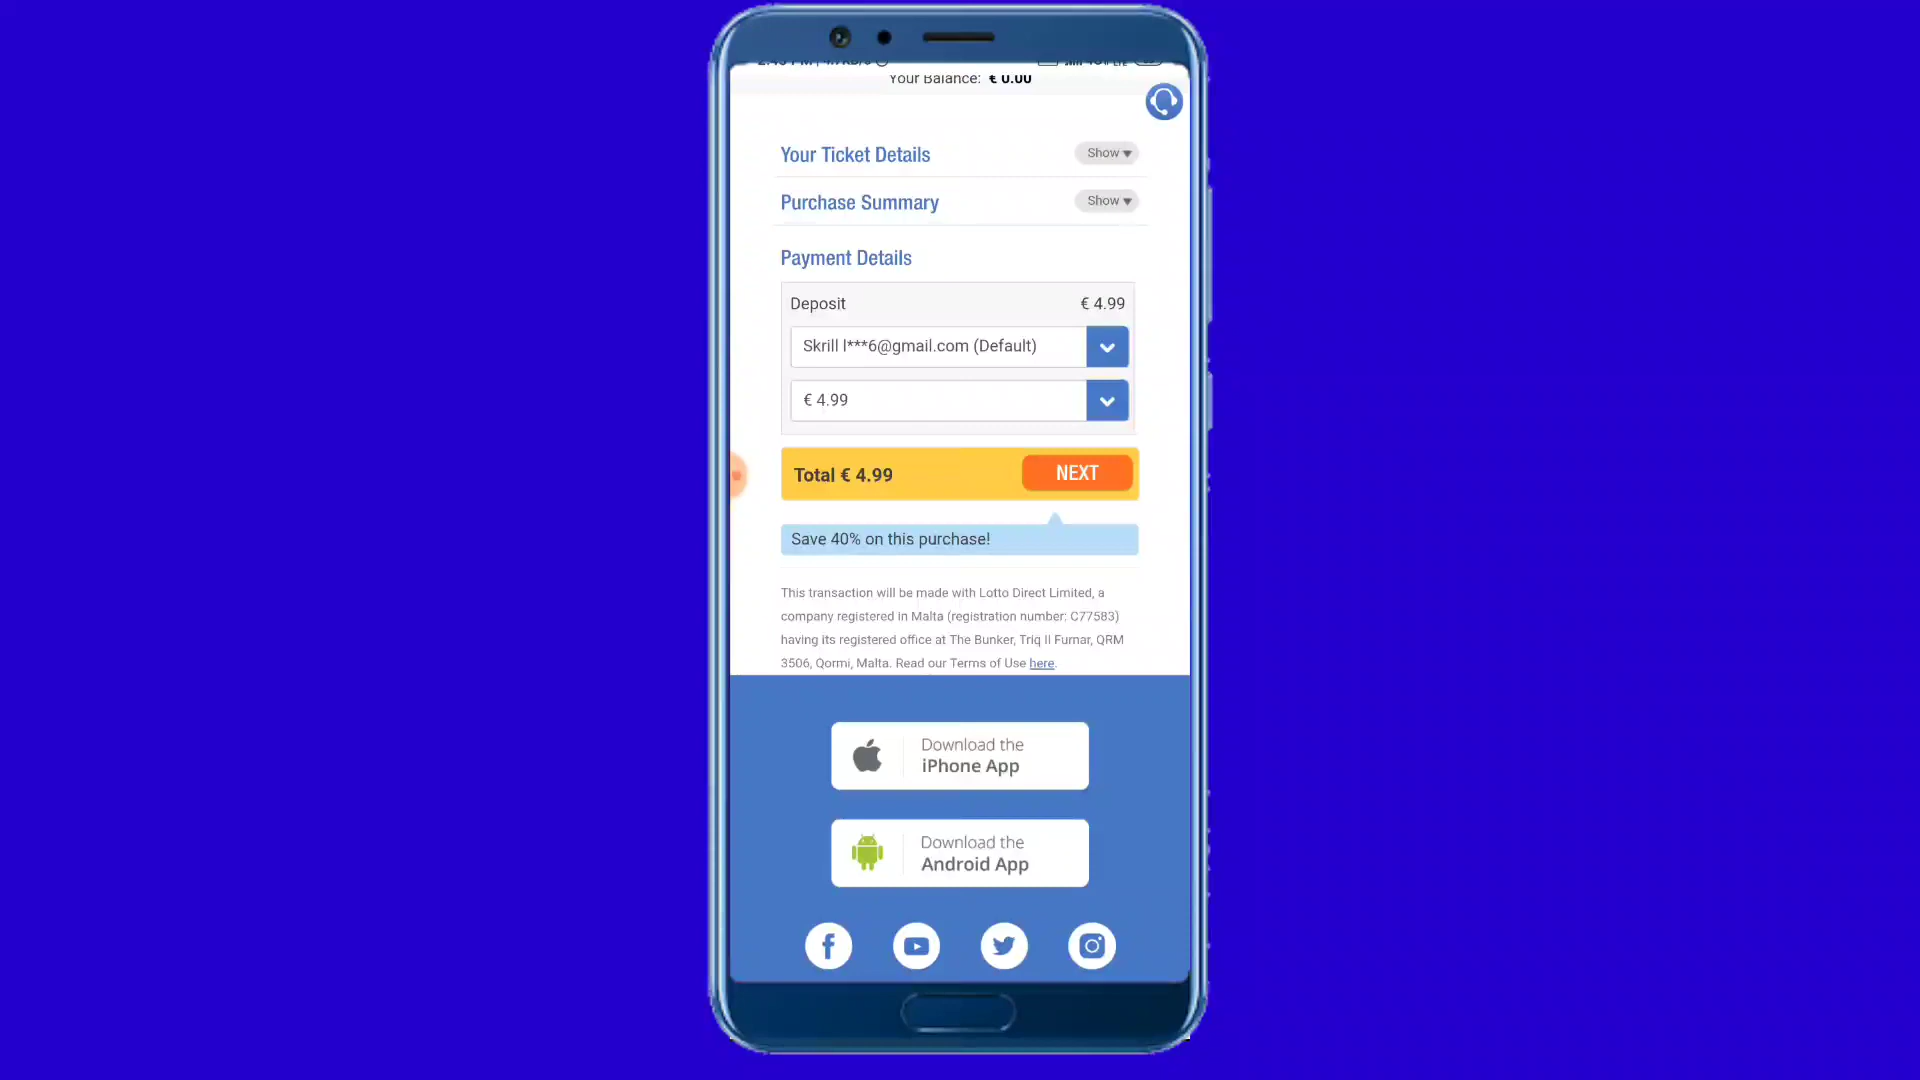 Your Balance: € 0.00
Your Ticket Details
Show
Purchase Summary
Show
Payment Details
Deposit € 4.99
Skrill l***6@gmail.com (Default)
€ 4.99
Total € 4.99 NEXT
Save 40% on this purchase!
This transaction will be made with Lotto Direct Limited, a
company registered in Malta (registration number: C77583)
having its registered office at The Bunker, Triq Il Furnar, QRM
3506, Qormi, Malta. Read our Terms of Use here.
Download the
iPhone App
Download the
Android App